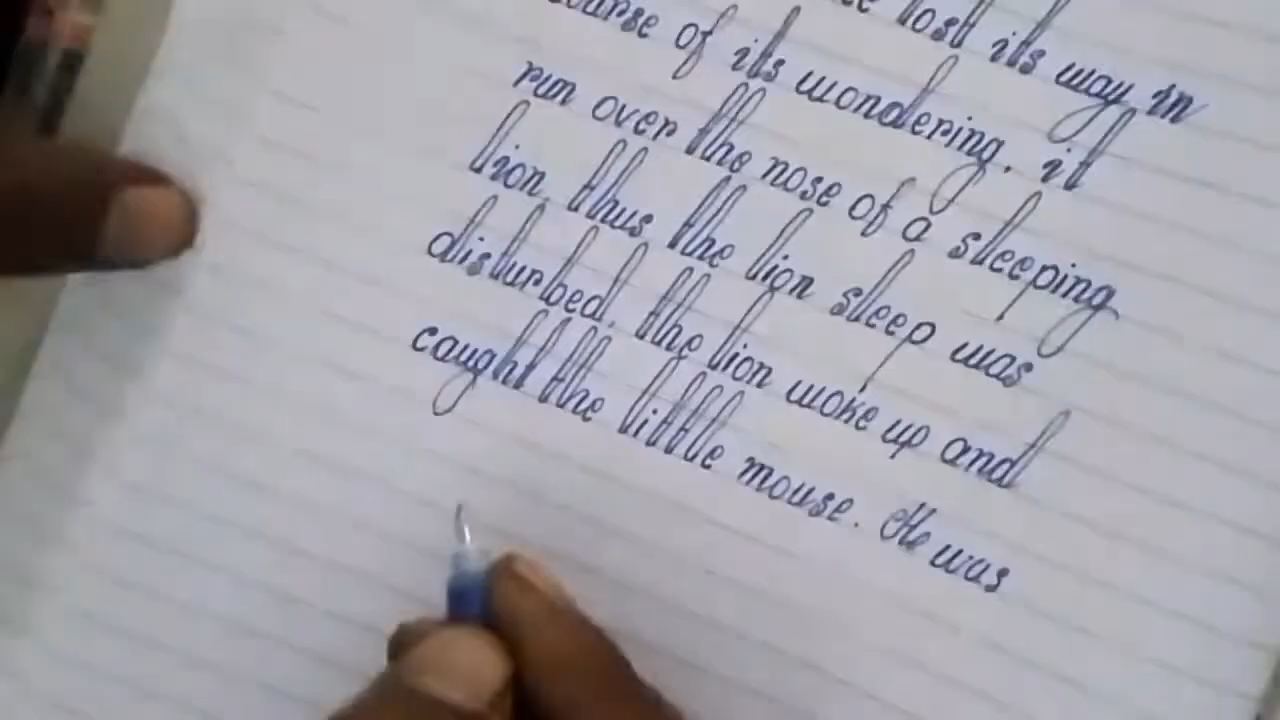 lost its way in
course of its wondering. it
run over the nose of a sleeping
lion, thus the lion sleep was
disturbed, the lion woke up and
caught the little mouse. He was